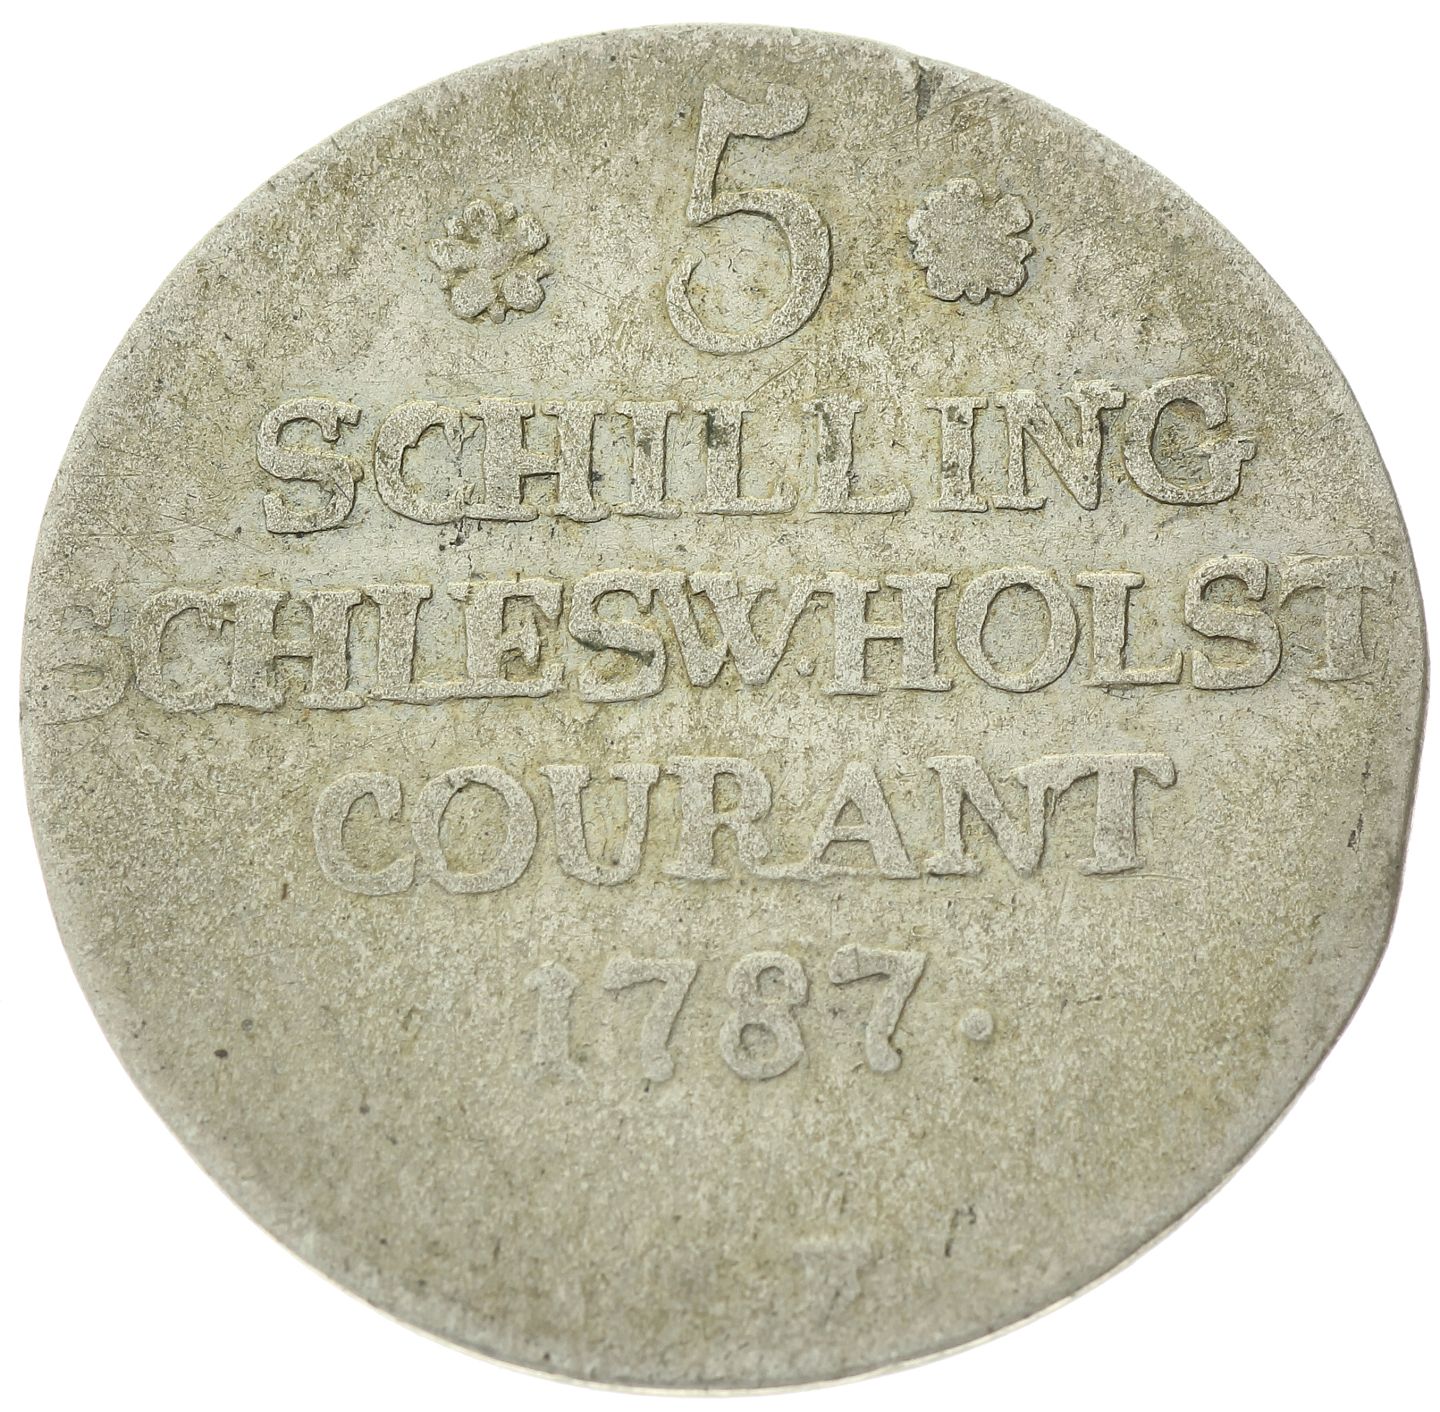 5
SCHILLING
SCHLESW.HOLST
COURANT
1787.